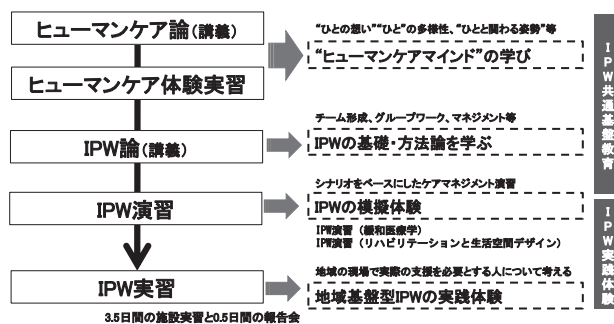 ヒューマンケア論(講義)
ヒューマンケア体験実習
IPW論(講義)
IPW演習
IPW実習
3.5日間の施設実習と0.5日間の報告会
“ひとの想い”“ひと”の多様性、“ひとと関わる姿勢”等
“ヒューマンケアマインド”の学び
チーム形成、グループワーク、マネジメント等
IPWの基礎・方法論を学ぶ
シナリオをベースにしたケアマネジメント演習
IPWの模擬体験
IPW演習（緩和医療学）
IPW演習（リハビリテーションと生活空間デザイン）
地域の現場で実際の支援を必要とする人について考える
地域基盤型IPWの実践体験
IPW共通基盤教育
IPW実践体験